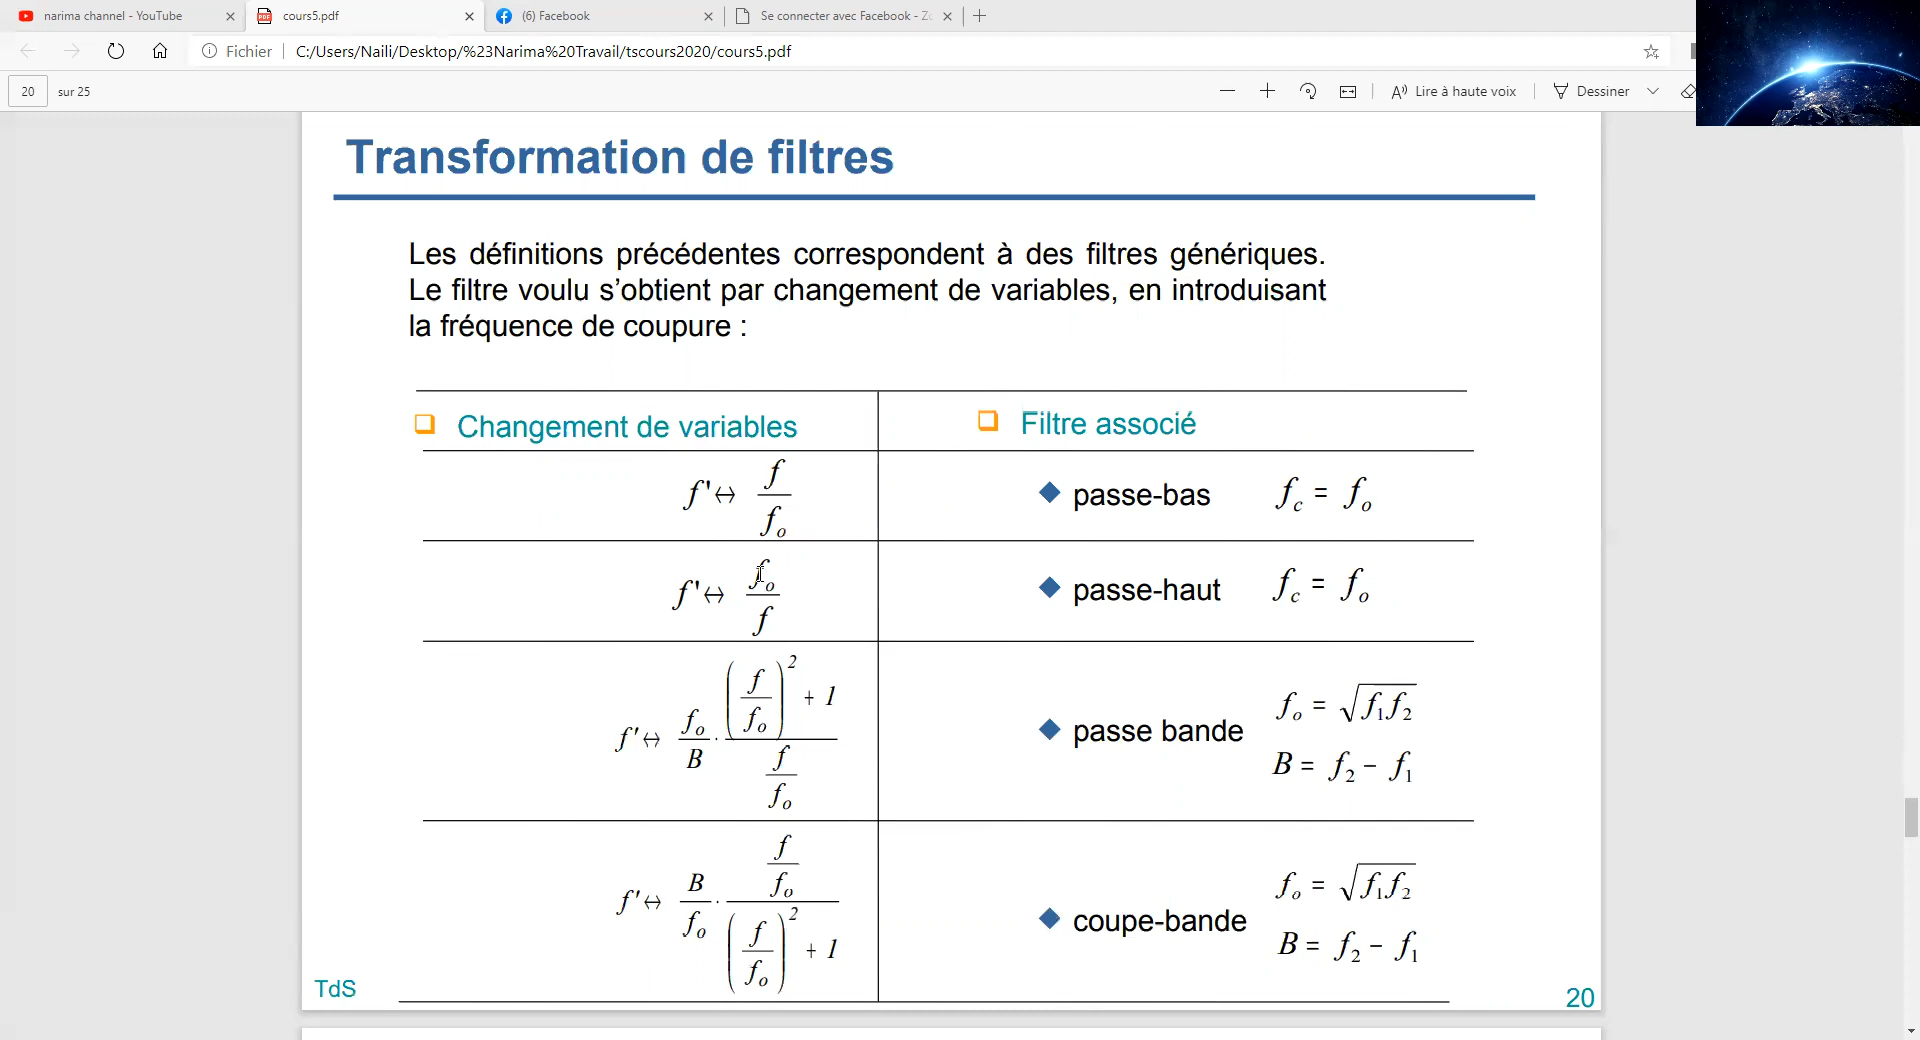 narima channel - YouTube
cours5.pdf
(6) Facebook
Se connecter avec Facebook - Zo
Fichier
C:/Users/Naili/Desktop/%23Narima%20Travail/tscours2020/cours5.pdf
20 sur 25
Lire à haute voix
Dessiner
Transformation de filtres
Les définitions précédentes correspondent à des filtres génériques.
Le filtre voulu s’obtient par changement de variables, en introduisant
la fréquence de coupure :
Changement de variables
Filtre associé
f' ↔ f / f_o
passe-bas f_c = f_o
f' ↔ f_o / f
passe-haut f_c = f_o
f' ↔ f_o / B · ((f / f_o)^2 + 1) / (f / f_o)
passe bande f_o = √(f_1 f_2)
B = f_2 − f_1
f' ↔ B / f_o · (f / f_o) / ((f / f_o)^2 + 1)
coupe-bande f_o = √(f_1 f_2)
B = f_2 − f_1
TdS
20